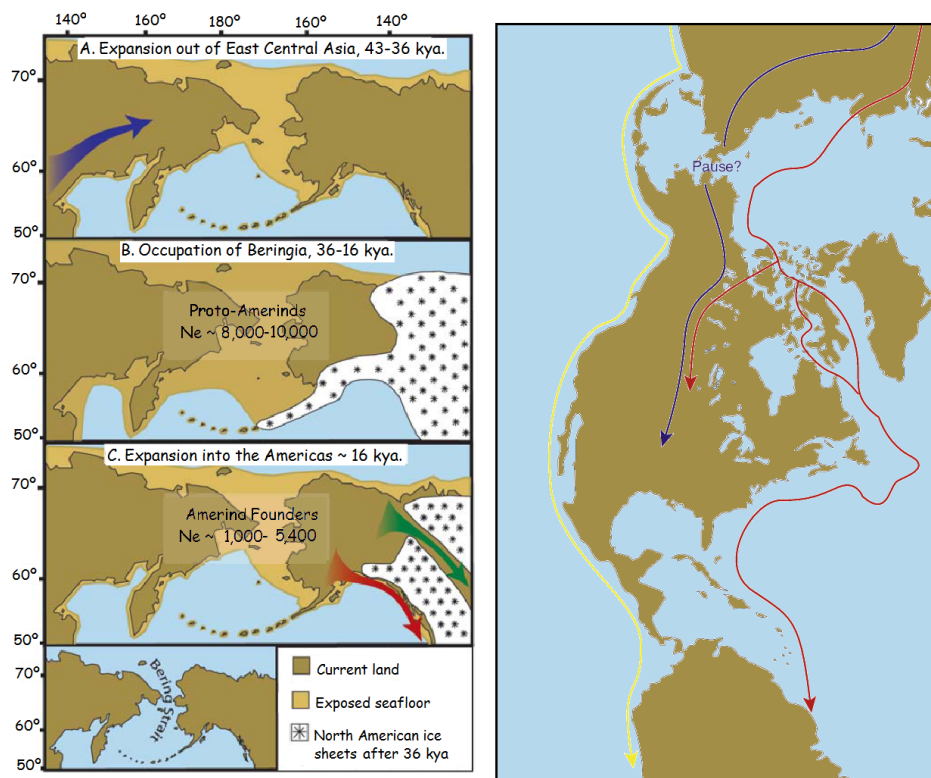 140° 160° 160° 140°
A. Expansion out of East Central Asia, 43-36 kya.
70°
60°
50°
B. Occupation of Beringia, 36-16 kya.
70°
Proto-Amerinds
Ne ~ 8,000-10,000
60°
50°
C. Expansion into the Americas ~ 16 kya.
70°
Amerind Founders
Ne ~ 1,000- 5,400
60°
50°
70°
60°
50°
Bering Strait
Current land
Exposed seafloor
North American ice
sheets after 36 kya
Pause?